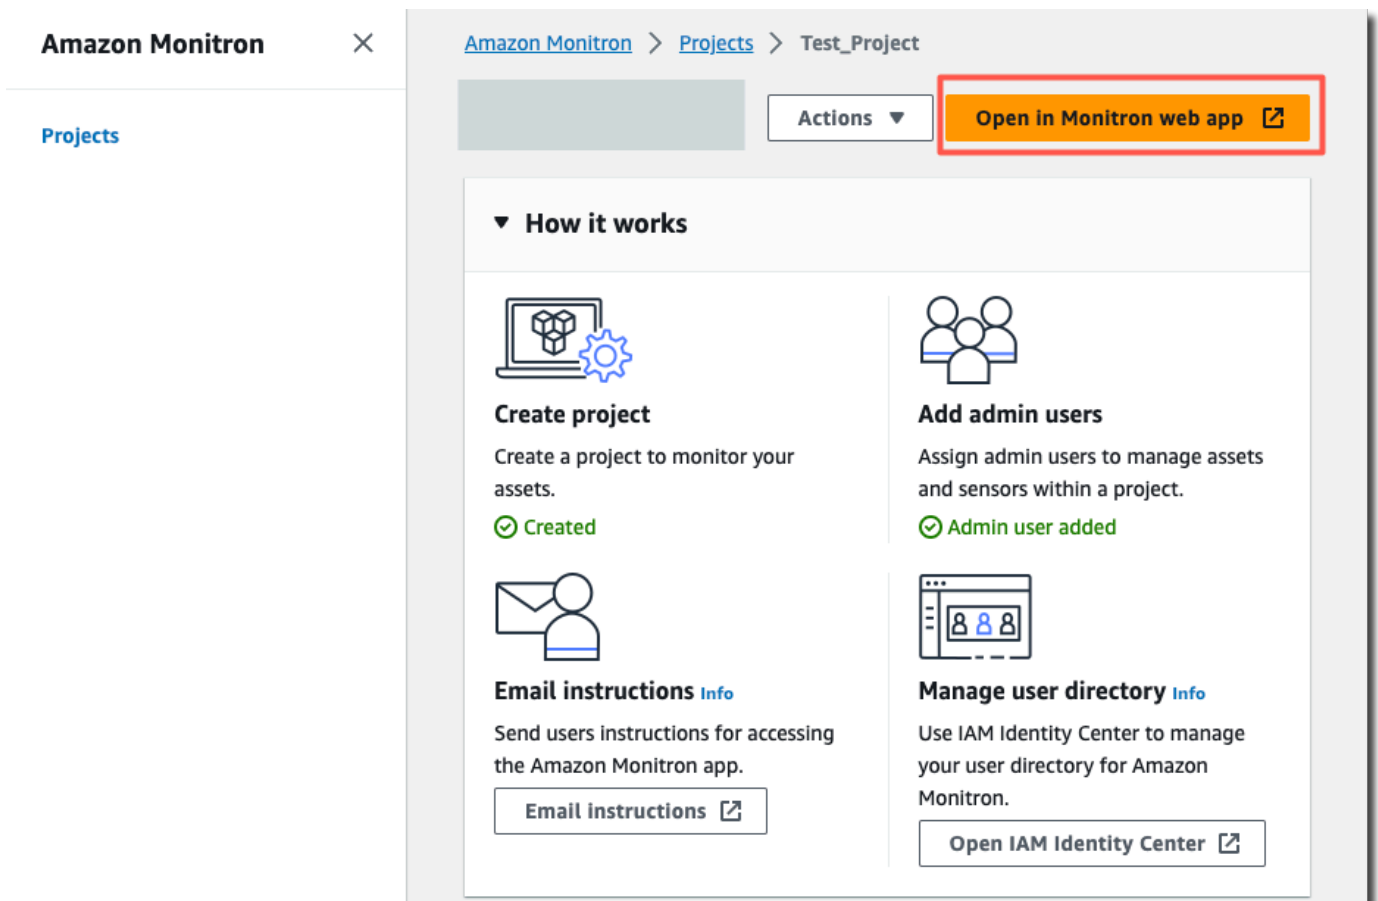 Amazon Monitron
Projects
Amazon Monitron > Projects > Test_Project
Actions
Open in Monitron web app
How it works
Create project
Create a project to monitor your
assets.
Created
Add admin users
Assign admin users to manage assets
and sensors within a project.
Admin user added
Email instructions Info
Send users instructions for accessing
the Amazon Monitron app.
Email instructions
Manage user directory Info
Use IAM Identity Center to manage
your user directory for Amazon
Monitron.
Open IAM Identity Center